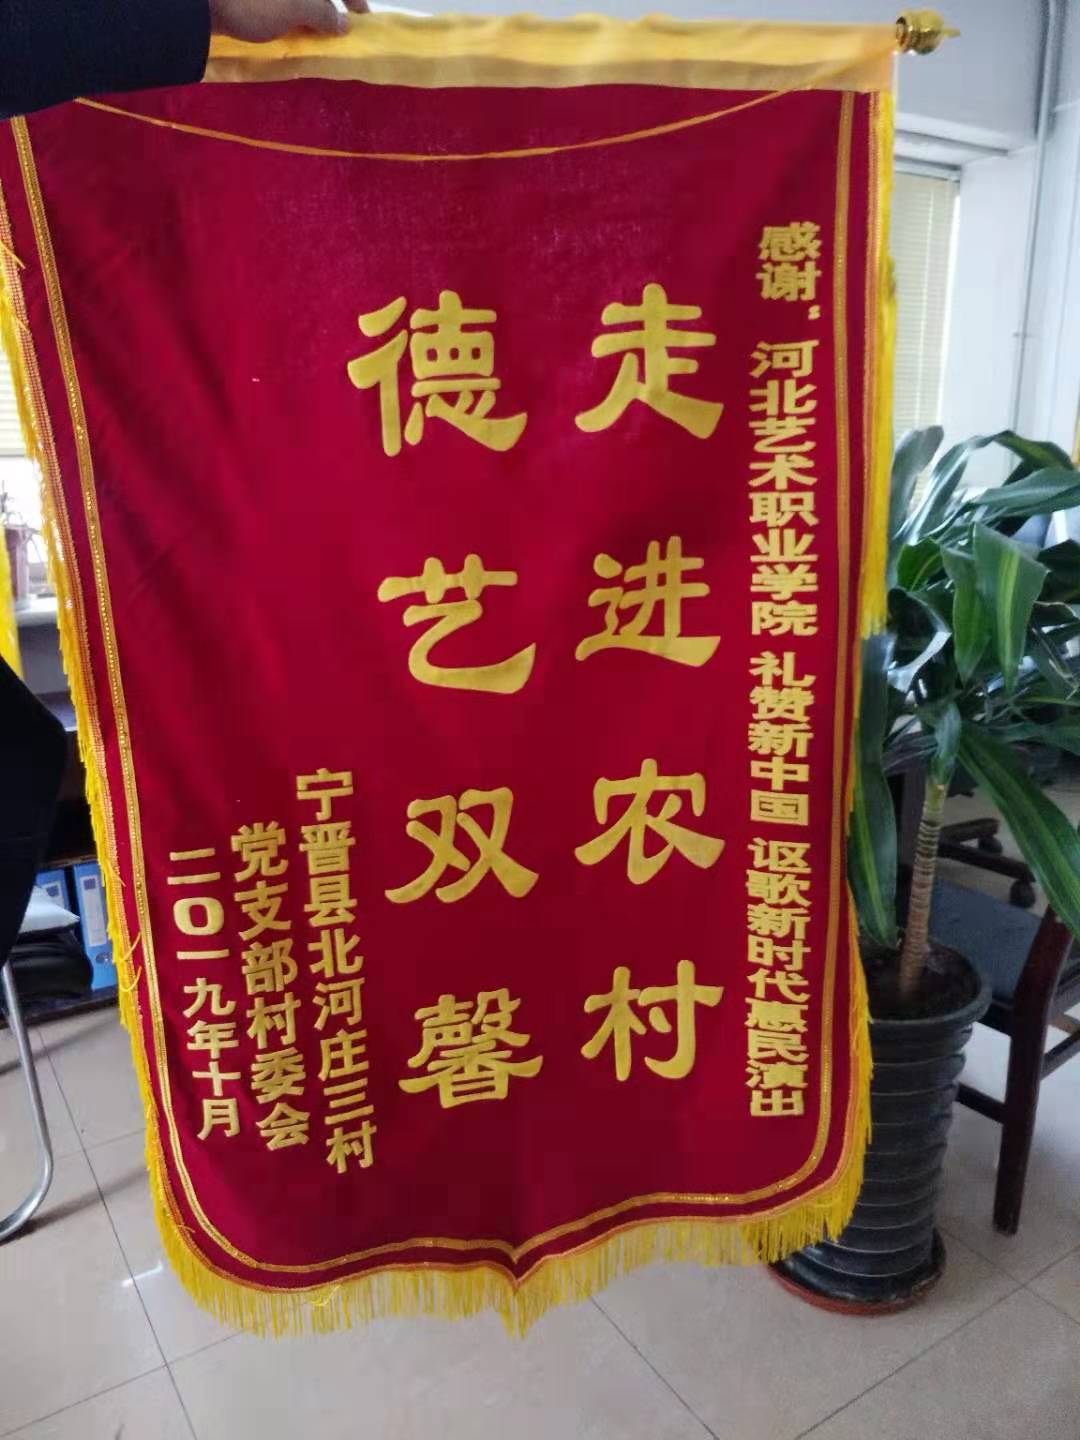 感谢：河北艺术职业学院 礼赞新中国 讴歌新时代惠民演出
走进农村
德艺双馨
宁晋县北河庄三村
党支部村委会
二〇一九年十月